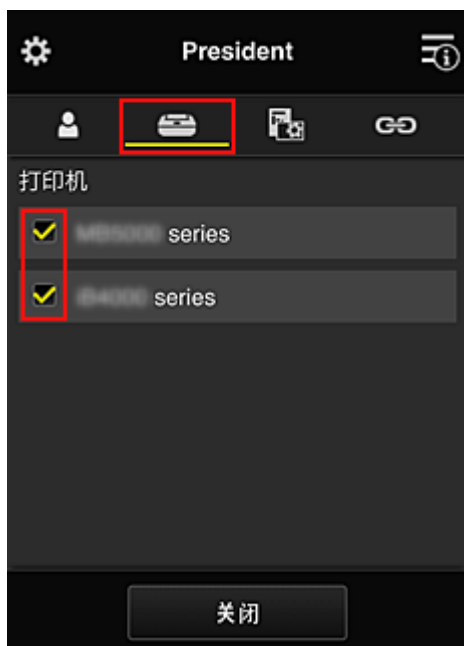 President
打印机
series
series
关闭